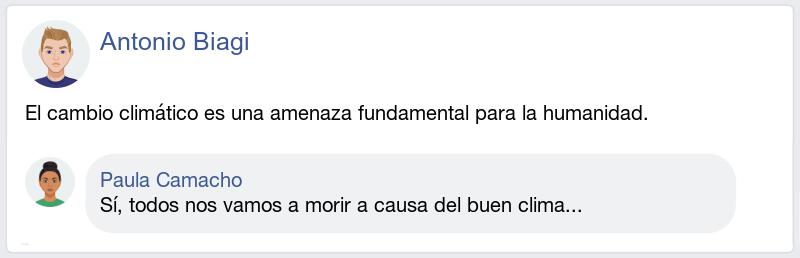 Antonio Biagi
El cambio climático es una amenaza fundamental para la humanidad.
Paula Camacho
Sí, todos nos vamos a morir a causa del buen clima...